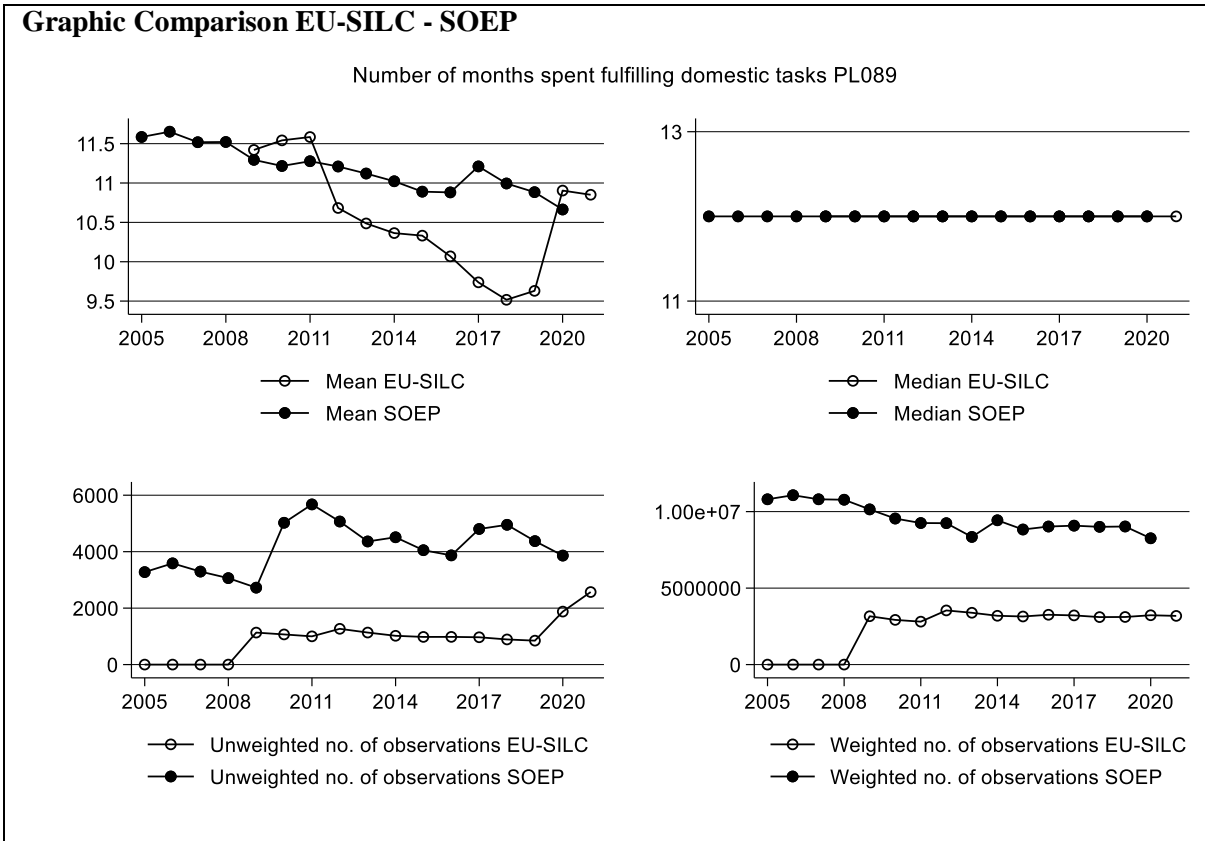 Graphic Comparison EU-SILC - SOEP
Number of months spent fulfilling domestic tasks PL089
11.5
11
10.5
10
9.5
2005 2008 2011 2014 2017 2020
Mean EU-SILC
Mean SOEP
13
11
2005 2008 2011 2014 2017 2020
Median EU-SILC
Median SOEP
6000
4000
2000
0
2005 2008 2011 2014 2017 2020
Unweighted no. of observations EU-SILC
Unweighted no. of observations SOEP
1.00e+07
5000000
0
2005 2008 2011 2014 2017 2020
Weighted no. of observations EU-SILC
Weighted no. of observations SOEP